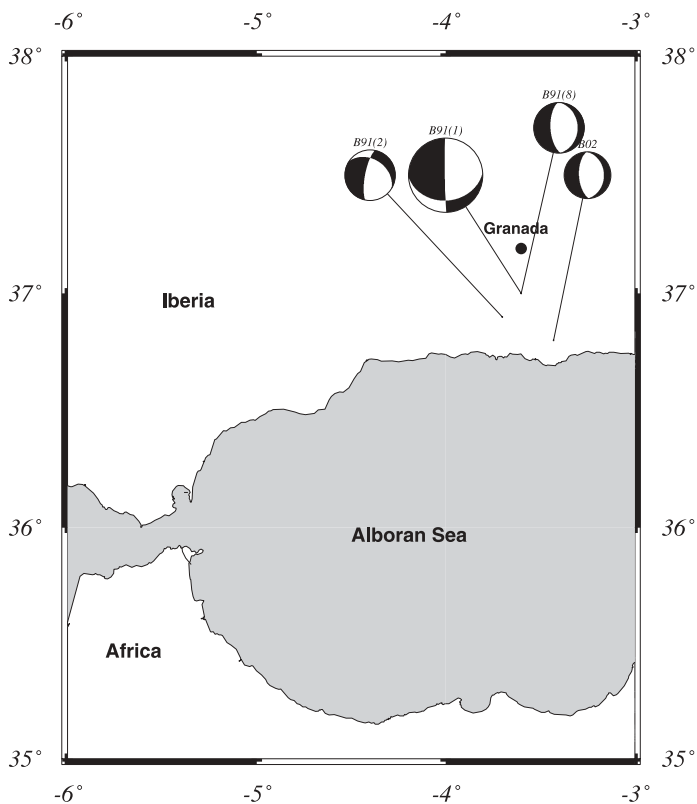 -6˚ -5˚ -4˚ -3˚
38˚ 38˚
B91(8)
B91(1)
B91(2) B02
Granada
37˚ 37˚
Iberia
36˚ 36˚
Alboran Sea
Africa
35˚ 35˚
-6˚ -5˚ -4˚ -3˚